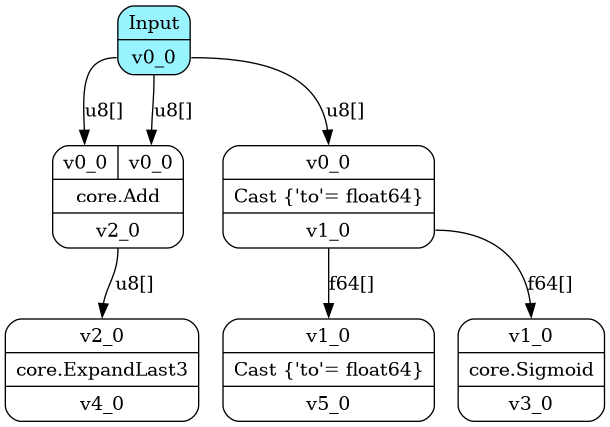 Input
v0_0
u8[] u8[] u8[]
v0_0 v0_0 v0_0
core.Add Cast {'to'= float64}
v2_0 v1_0
u8[] f64[] f64[]
v2_0 v1_0 v1_0
core.ExpandLast3 Cast {'to'= float64} core.Sigmoid
v4_0 v5_0 v3_0